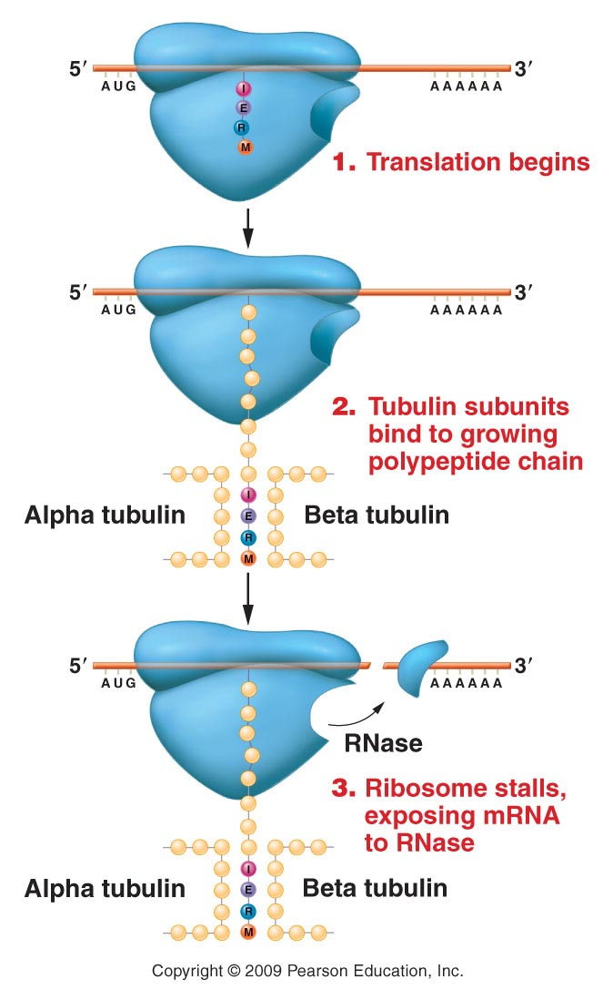 5′ 3′
AUG AAAAAA
I
E
R
M
1. Translation begins
5′ 3′
AUG AAAAAA
2. Tubulin subunits
bind to growing
polypeptide chain
I
Alpha tubulin E Beta tubulin
R
M
5′ 3′
AUG AAAAAA
RNase
3. Ribosome stalls,
exposing mRNA
to RNase
I
Alpha tubulin E Beta tubulin
R
M
Copyright © 2009 Pearson Education, Inc.